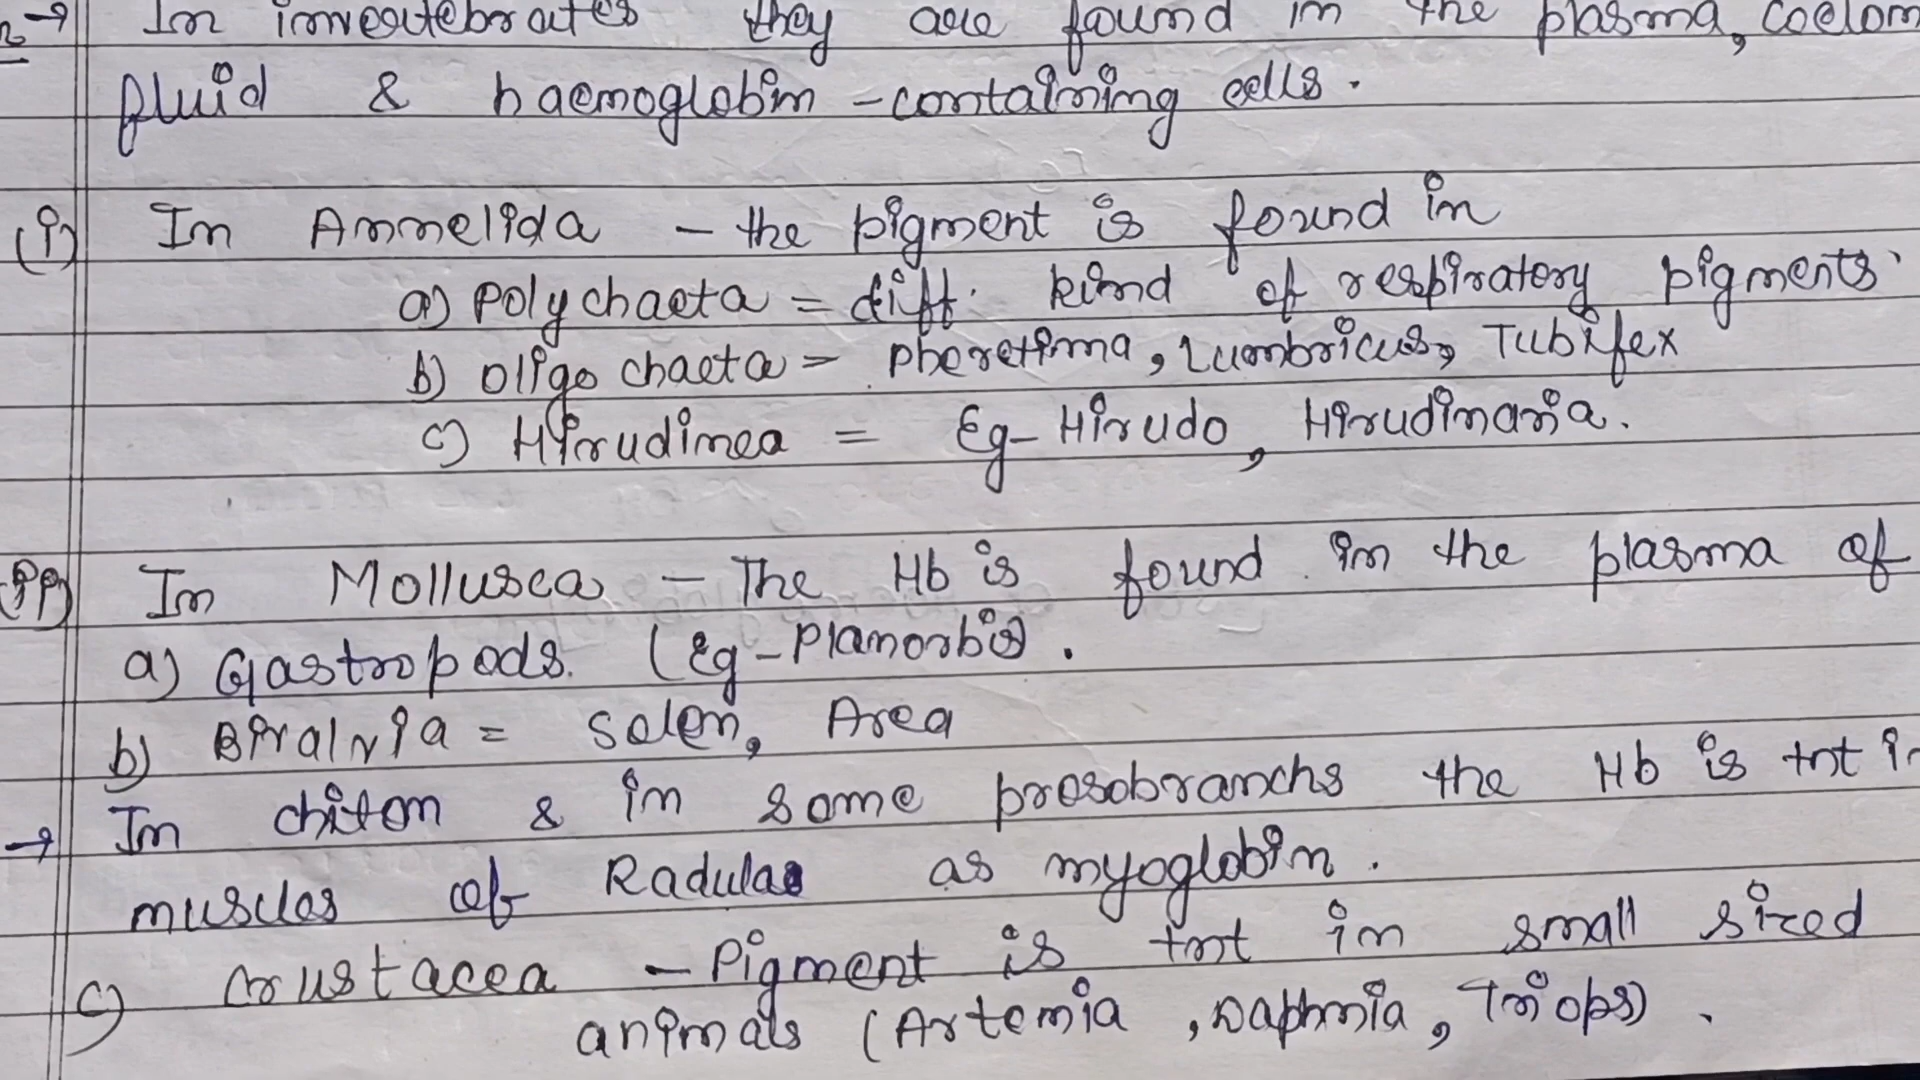 → In invertebrates they are found in the plasma, coelom
fluid & haemoglobin - containing cells.
(i) In Annelida - the pigment is found in
a) Polychaeta = diff. kind of respiratory pigments.
b) Oligo chaeta = Pheretima, Lumbricus, Tubifex
c) Hirudinea = Eg- Hirudo, Hirudinaria.
(ii) In Mollusca - The Hb is found in the plasma of
a) Gastropods. (Eg - Planorbis).
b) Bivalvia = Solen, Arca
→ In chiton & in some prosobranchs the Hb is tnt in
muscles of Radulas as myoglobin.
c) Crustacea - Pigment is tnt in small sized
animals (Artemia, Daphnia, Triops).